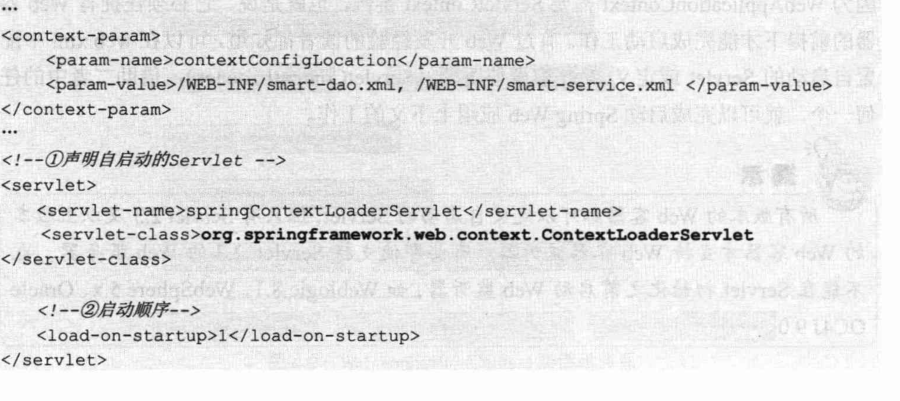 …
<context-param>
<param-name>contextConfigLocation</param-name>
<param-value>/WEB-INF/smart-dao.xml, /WEB-INF/smart-service.xml </param-value>
</context-param>
…
<!--①声明自启动的Servlet -->
<servlet>
<servlet-name>springContextLoaderServlet</servlet-name>
<servlet-class>org.springframework.web.context.ContextLoaderServlet
</servlet-class>
<!--②启动顺序-->
<load-on-startup>1</load-on-startup>
</servlet>